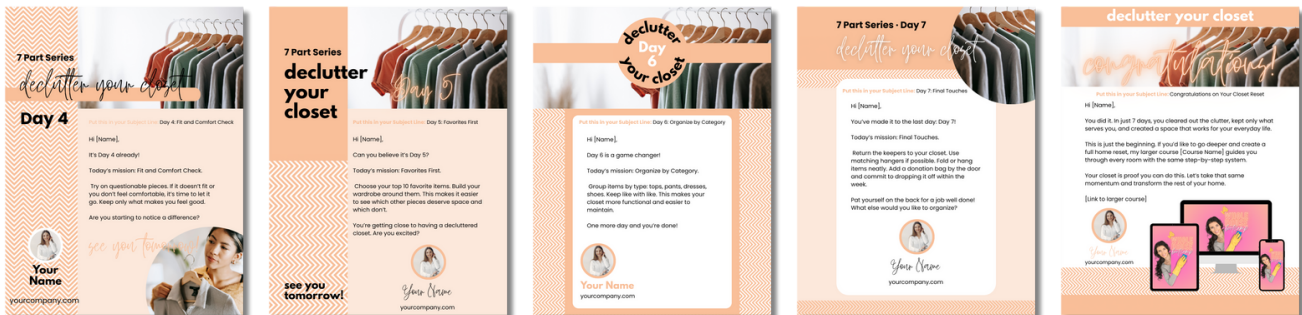 7 Part Series
declutter your closet
Day 4
Put this in your Subject Line: Day 4: Fit and Comfort Check
Hi [Name],
It's Day 4 already!
Today's mission: Fit and Comfort Check.
Try on questionable pieces. If it doesn't fit or
you don't feel comfortable, it's time to let it
go. Keep only what makes you feel good.
Are you starting to notice a difference?
see you tomorrow!
Your
Name
yourcompany.com
7 Part Series
declutter
your
closet
Day 5
Put this in your Subject Line: Day 5: Favorites First
Hi [Name],
Can you believe it's Day 5?
Today's mission: Favorites First.
Choose your top 10 favorite items. Build your
wardrobe around them. This makes it easier
to see which other pieces deserve space and
which don't.
You're getting close to having a decluttered
closet. Are you excited?
see you
tomorrow!
Your Name
yourcompany.com
declutter
Day
6
your closet
Put this in your Subject Line: Day 6: Organize by Category
Hi [Name],
Day 6 is a game changer!
Today's mission: Organize by Category.
Group items by type: tops, pants, dresses,
shoes. Keep like with like. This makes your
closet more functional and easier to
maintain.
One more day and you're done!
Your Name
yourcompany.com
7 Part Series - Day 7
declutter your closet
Put this in your Subject Line: Day 7: Final Touches
Hi [Name],
You've made it to the last day: Day 7!
Today's mission: Final Touches.
Return the keepers to your closet. Use
matching hangers if possible. Fold or hang
items neatly. Add a donation bag by the door
and commit to dropping it off within the
week.
Pat yourself on the back for a job well done!
What else would you like to organize?
Your Name
yourcompany.com
declutter your closet
congratulations!
Put this in your Subject Line: Congratulations on Your Closet Reset
Hi [Name],
You did it. In just 7 days, you cleared out the clutter, kept only what
serves you, and created a space that works for your everyday life.
This is just the beginning. If you'd like to go deeper and create a
full home reset, my larger course [Course Name] guides you
through every room with the same step-by-step system.
Your closet is proof you can do this. Let's take that same
momentum and transform the rest of your home.
[Link to larger course]
Your Name
yourcompany.com